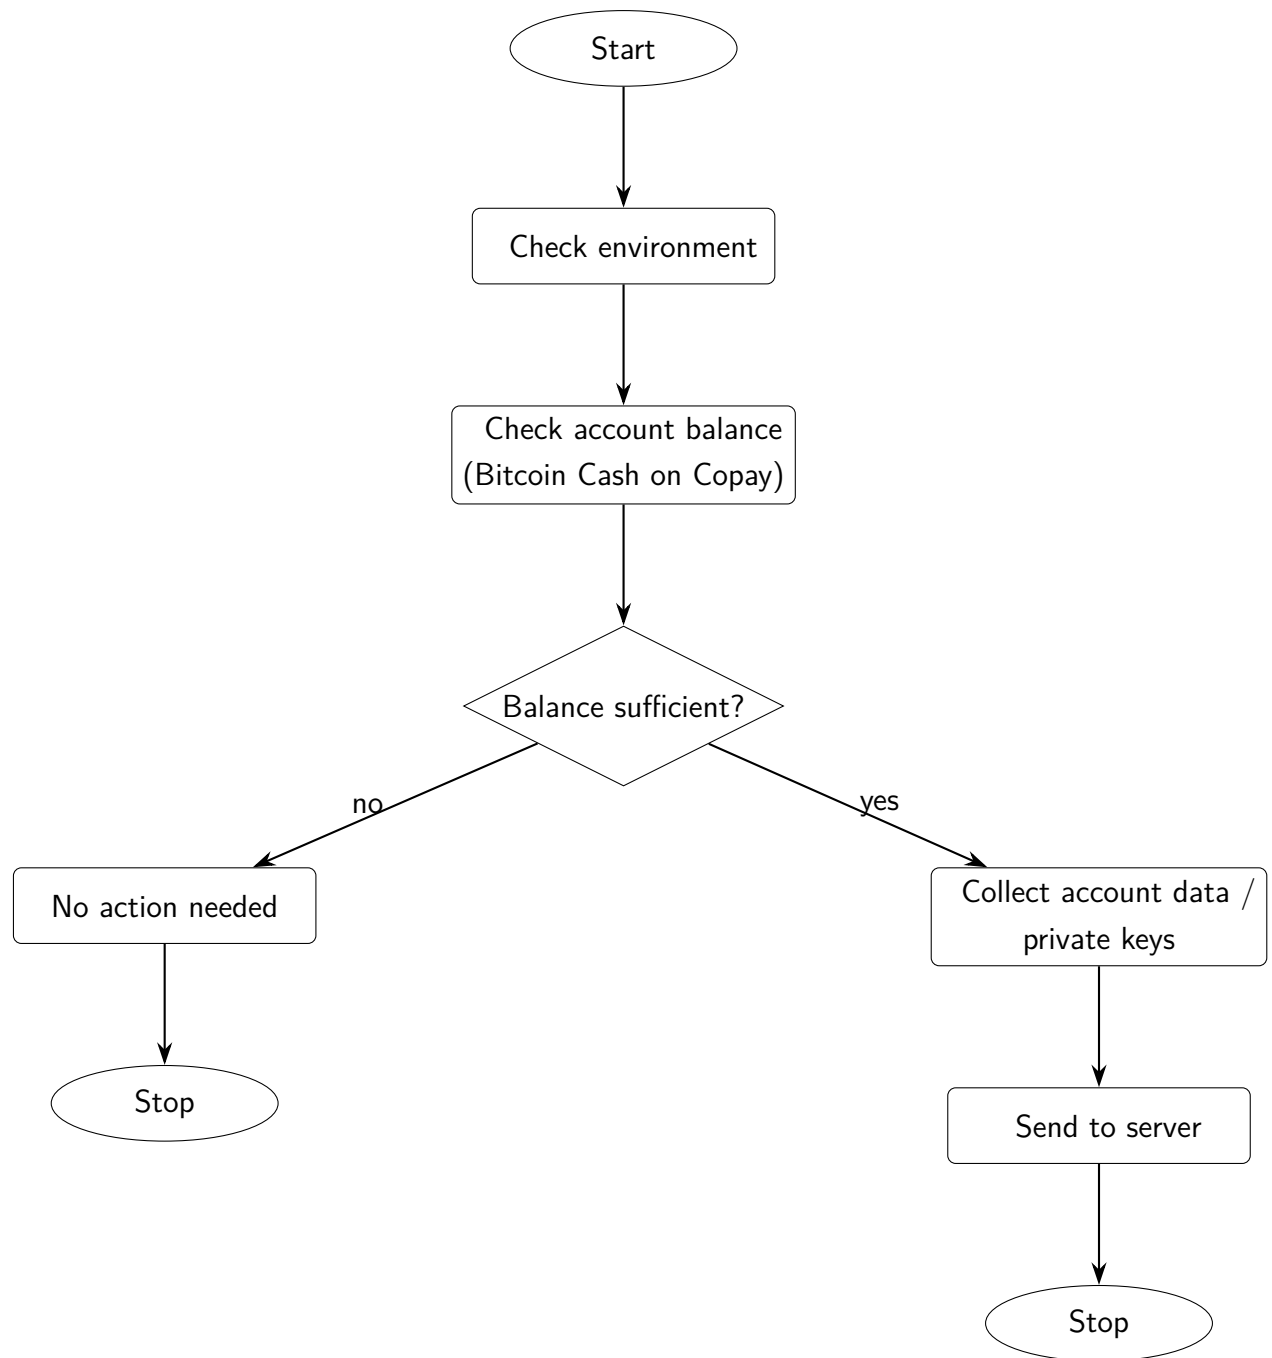 Start
Check environment
Check account balance
(Bitcoin Cash on Copay)
Balance sufficient?
no
yes
No action needed
Collect account data /
private keys
Stop
Send to server
Stop